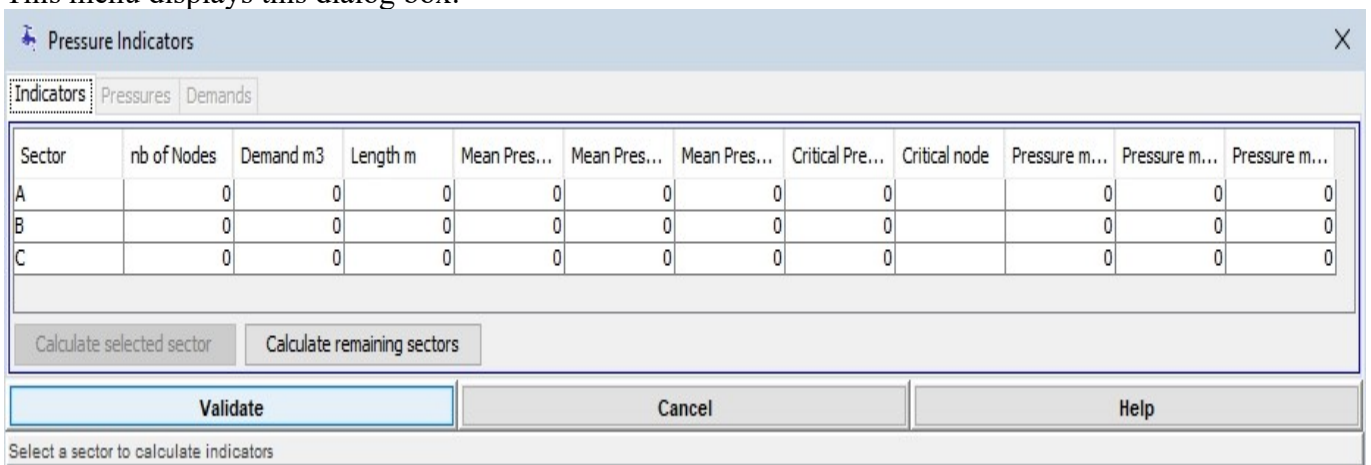 This menu displays this dialog box:
Pressure Indicators X
Indicators Pressures Demands
Sector nb of Nodes Demand m3 Length m Mean Pres... Mean Pres... Mean Pres... Critical Pre... Critical node Pressure m... Pressure m... Pressure m...
A 0 0 0 0 0 0 0 0 0 0
B 0 0 0 0 0 0 0 0 0 0
C 0 0 0 0 0 0 0 0 0 0
Calculate selected sector Calculate remaining sectors
Validate Cancel Help
Select a sector to calculate indicators